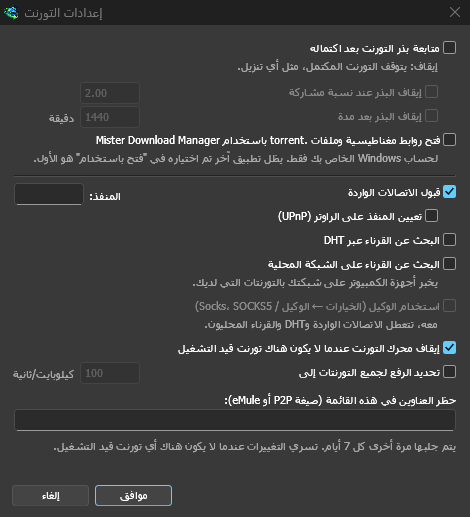 إعدادات التورنت
متابعة بذر التورنت بعد اكتماله
إيقاف: يتوقف التورنت المكتمل، مثل أي تنزيل.
إيقاف البذر عند نسبة مشاركة 2.00
إيقاف البذر بعد مدة 1440 دقيقة
فتح روابط مغناطيسية وملفات .torrent باستخدام Mister Download Manager
لحساب Windows الخاص بك فقط. يظل تطبيق آخر تم اختياره في "فتح باستخدام" هو الأول.
قبول الاتصالات الواردة المنفذ:
تعيين المنفذ على الراوتر (UPnP)
البحث عن القرناء عبر DHT
البحث عن القرناء على الشبكة المحلية
يخبر أجهزة الكمبيوتر على شبكتك بالتورنتات التي لديك.
استخدام الوكيل (الخيارات ← الوكيل / Socks، SOCKS5)
معه، تتعطل الاتصالات الواردة وDHT والقرناء المحليون.
إيقاف محرك التورنت عندما لا يكون هناك تورنت قيد التشغيل
تحديد الرفع لجميع التورنتات إلى 100 كيلوبايت/ثانية
حظر العناوين في هذه القائمة (صيغة P2P أو eMule):
يتم جلبها مرة أخرى كل 7 أيام. تسري التغييرات عندما لا يكون هناك أي تورنت قيد التشغيل.
موافق إلغاء